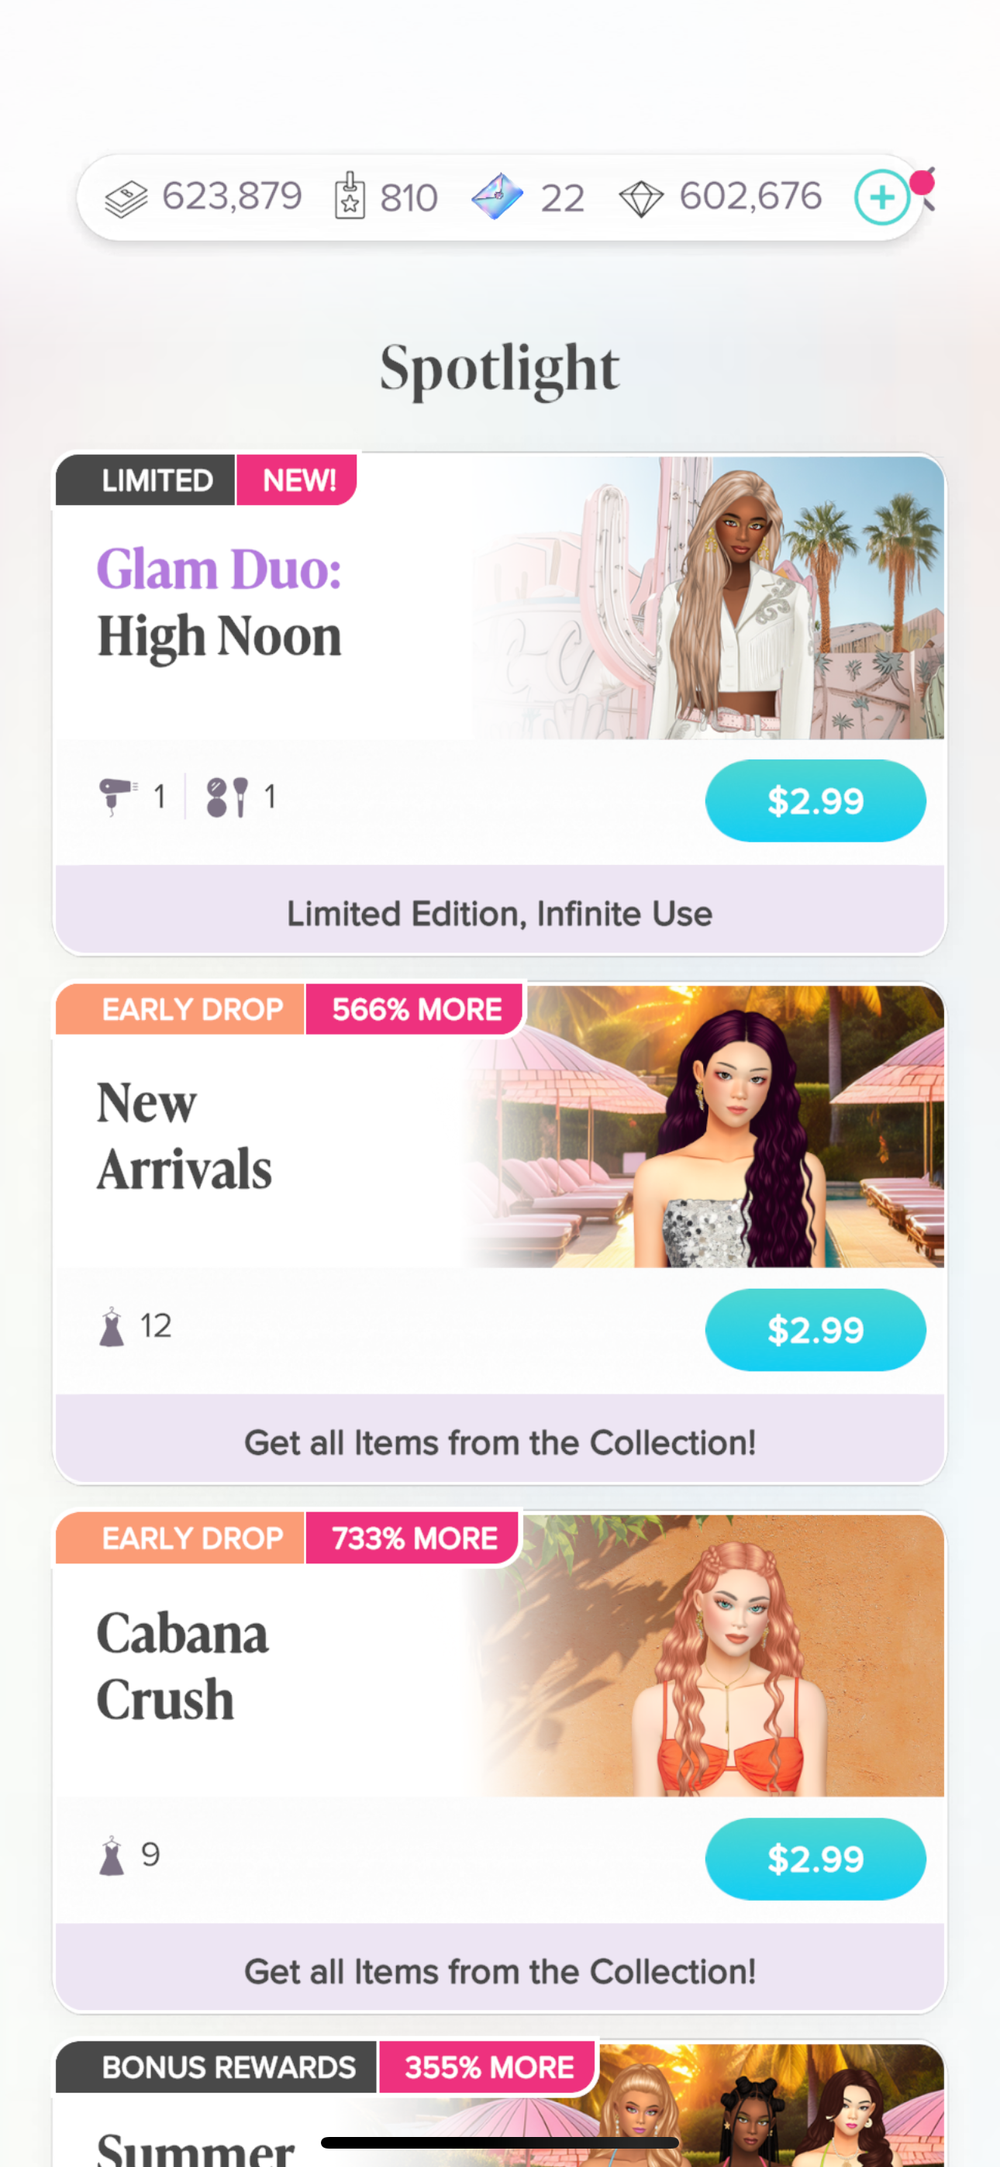 623,879 810 22 602,676
Spotlight
LIMITED NEW!
Glam Duo:
High Noon
1 1 $2.99
Limited Edition, Infinite Use
EARLY DROP 566% MORE
New
Arrivals
12 $2.99
Get all Items from the Collection!
EARLY DROP 733% MORE
Cabana
Crush
9 $2.99
Get all Items from the Collection!
BONUS REWARDS 355% MORE
Summer